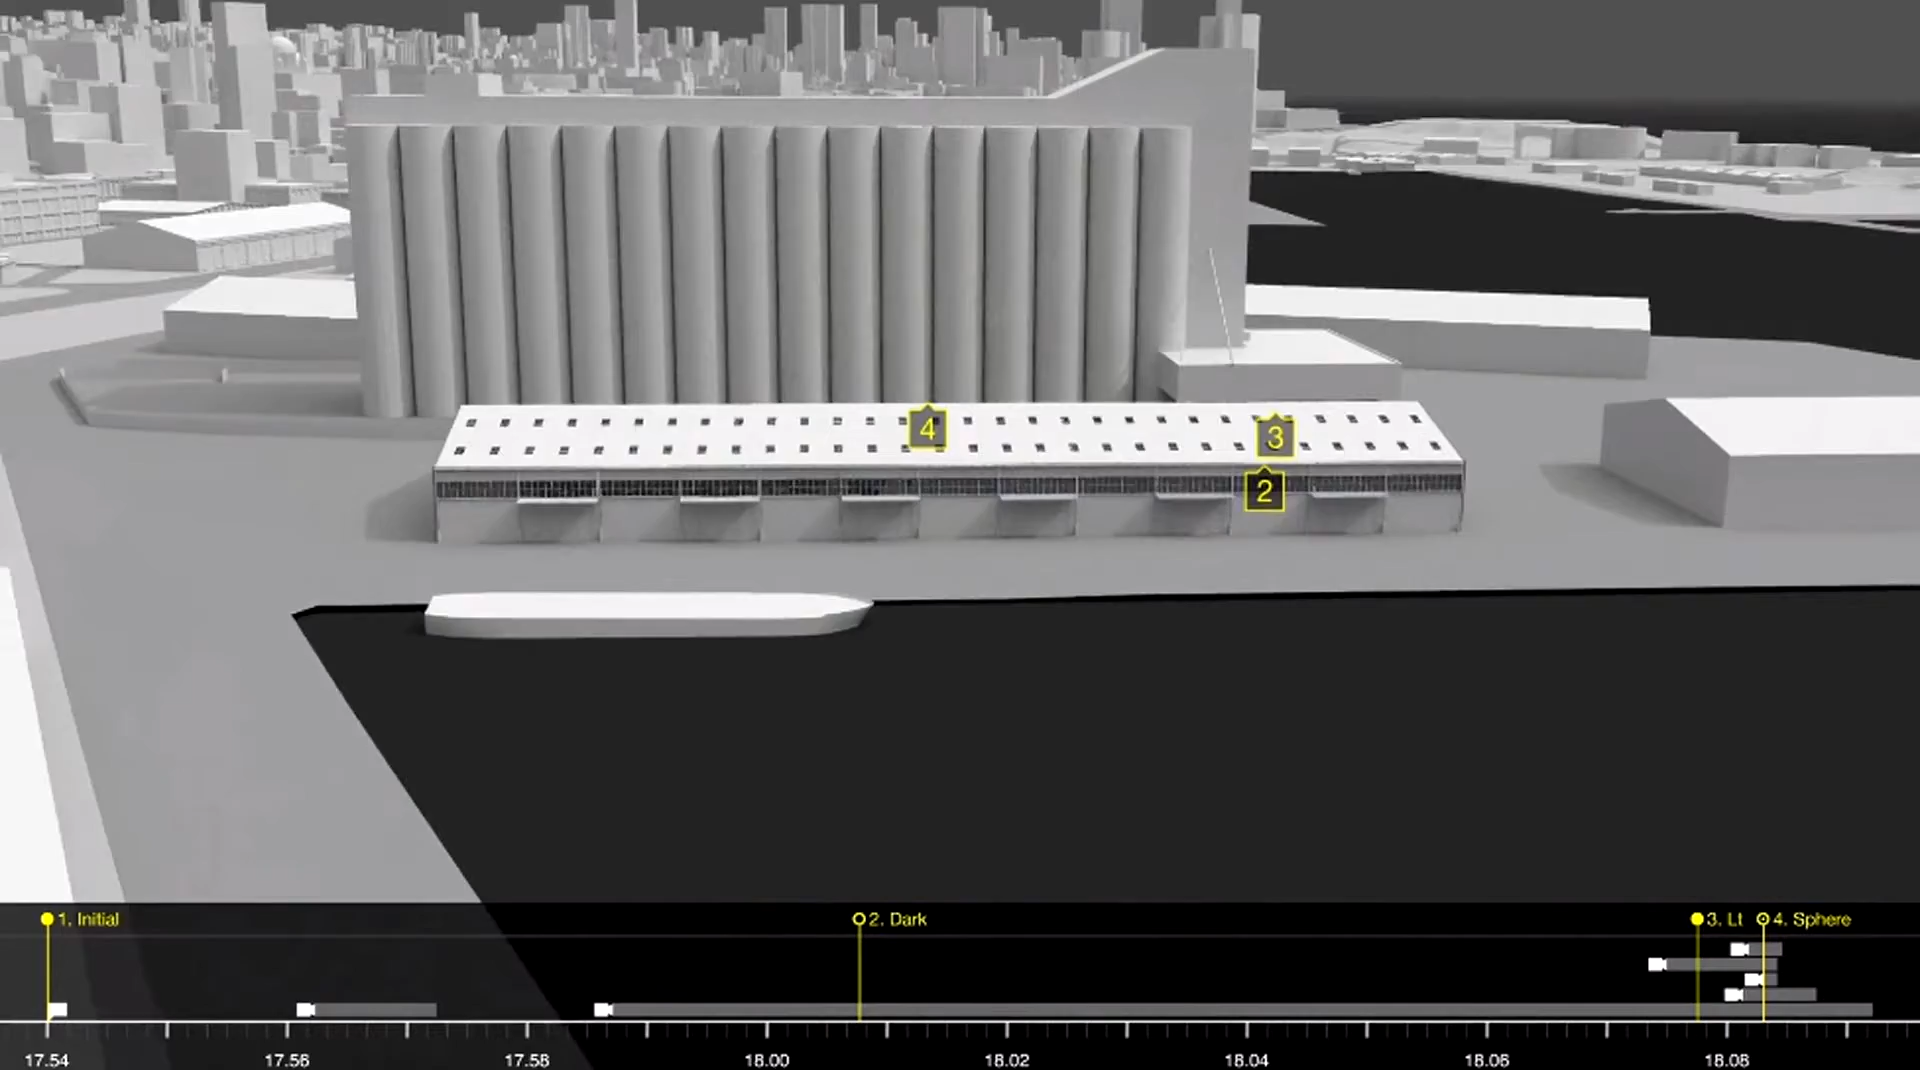 4
3
2
1. Initial
2. Dark
3. Lt
4. Sphere
17.54 17.56 17.58 18.00 18.02 18.04 18.06 18.08